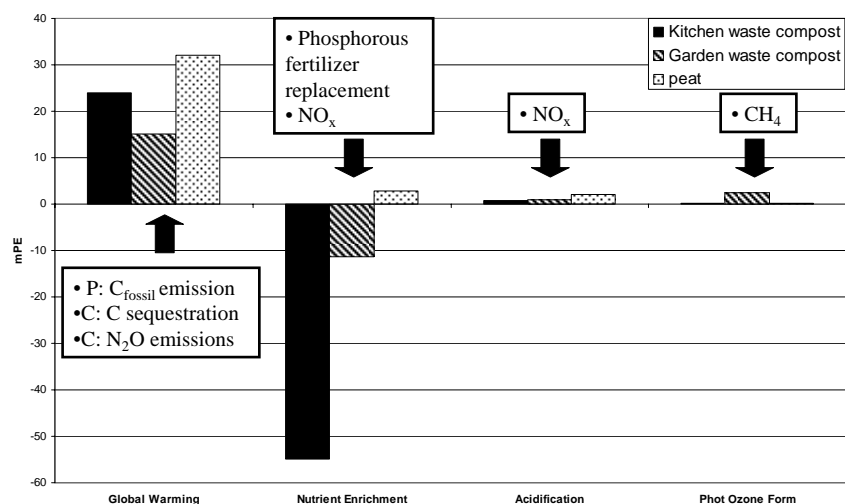 40
30
20
10
0
-10
-20
-30
-40
-50
-60
mPE
• Phosphorous
fertilizer
replacement
• NOₓ
Kitchen waste compost
Garden waste compost
peat
• NOₓ
• CH₄
• P: C_fossil emission
•C: C sequestration
•C: N₂O emissions
Global Warming
Nutrient Enrichment
Acidification
Phot Ozone Form